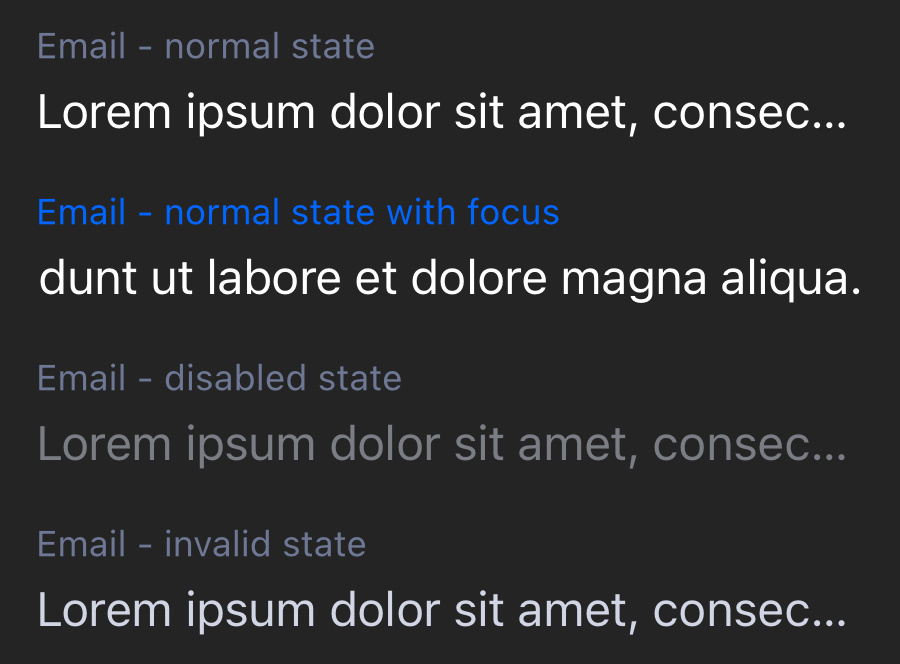 Email - normal state
Lorem ipsum dolor sit amet, consec...
Email - normal state with focus
dunt ut labore et dolore magna aliqua.
Email - disabled state
Lorem ipsum dolor sit amet, consec...
Email - invalid state
Lorem ipsum dolor sit amet, consec...